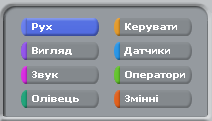 Рух Керувати
Вигляд Датчики
Звук Оператори
Олівець Змінні